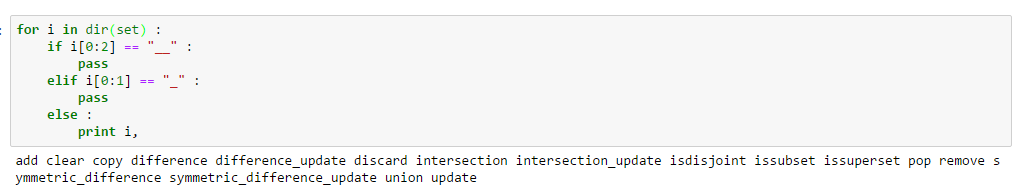 for i in dir(set) :
    if i[0:2] == "__" :
        pass
    elif i[0:1] == "_" :
        pass
    else :
        print i,
add clear copy difference difference_update discard intersection intersection_update isdisjoint issubset issuperset pop remove s
ymmetric_difference symmetric_difference_update union update